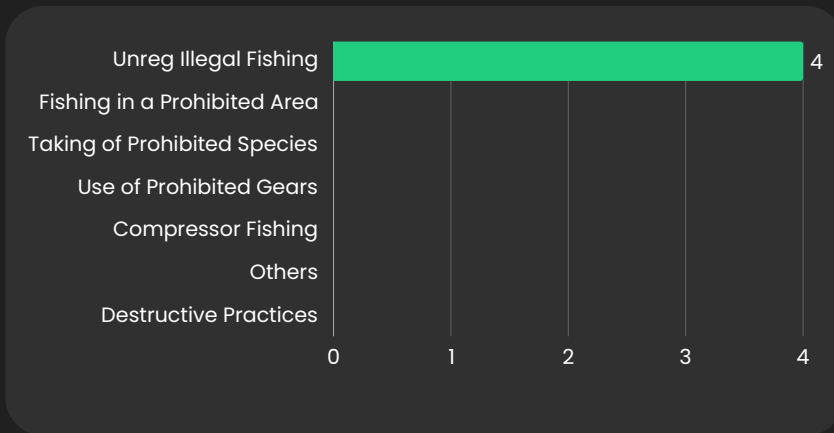 Unreg Illegal Fishing 4
Fishing in a Prohibited Area
Taking of Prohibited Species
Use of Prohibited Gears
Compressor Fishing
Others
Destructive Practices
0 1 2 3 4